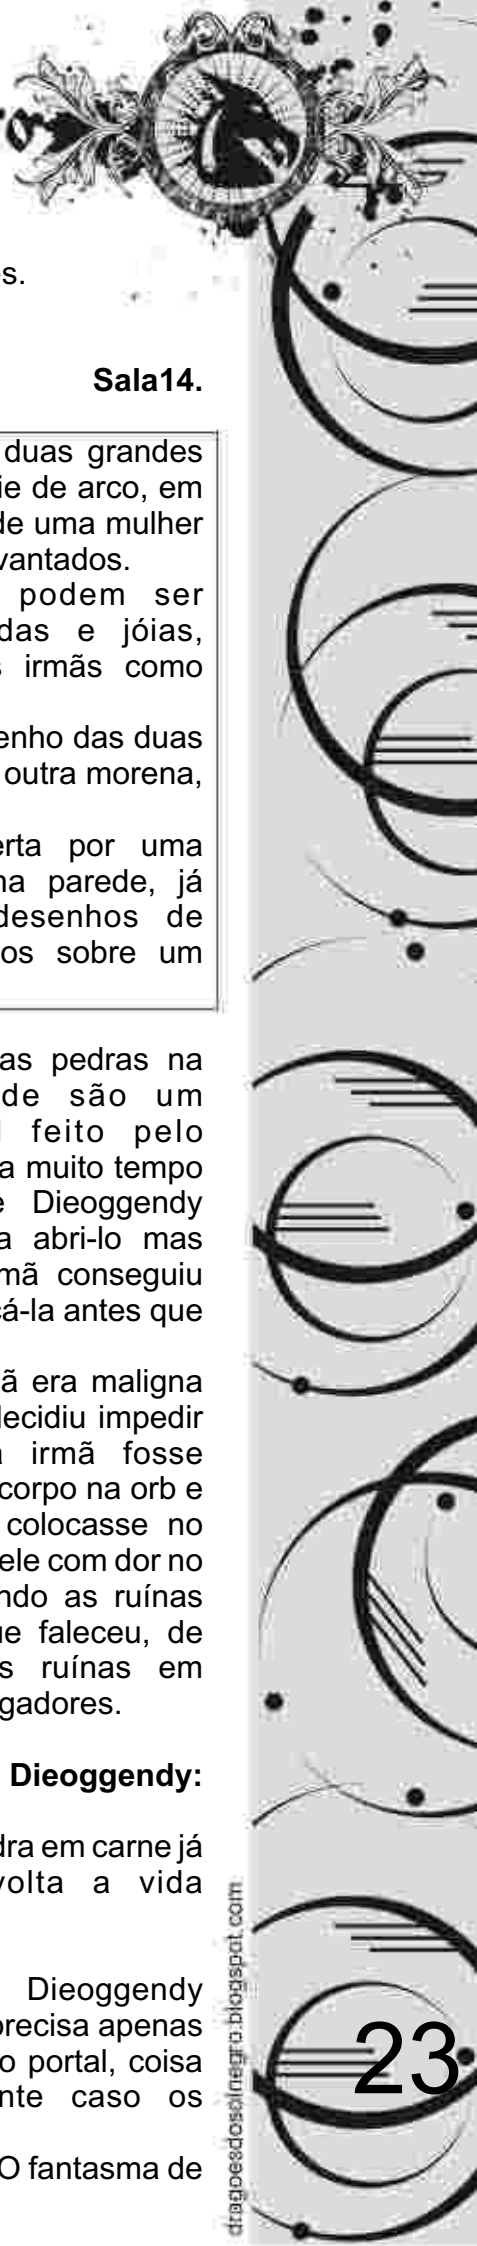 s.
Sala14.
duas grandes
ie de arco, em
de uma mulher
vantados.
podem ser
das e jóias,
s irmãs como
enho das duas
outra morena,
erta por uma
na parede, já
desenhos de
os sobre um
as pedras na
de são um
feito pelo
a muito tempo
e Dieoggendy
a abri-lo mas
mã conseguiu
cá-la antes que
ã era maligna
decidiu impedir
a irmã fosse
corpo na orb e
colocasse no
ele com dor no
ndo as ruínas
ue faleceu, de
s ruínas em
gadores.
Dieoggendy:
dra em carne já
volta a vida
Dieoggendy
precisa apenas
o portal, coisa
nte caso os
O fantasma de
dragoesdosolnegro.blogspot.com
23